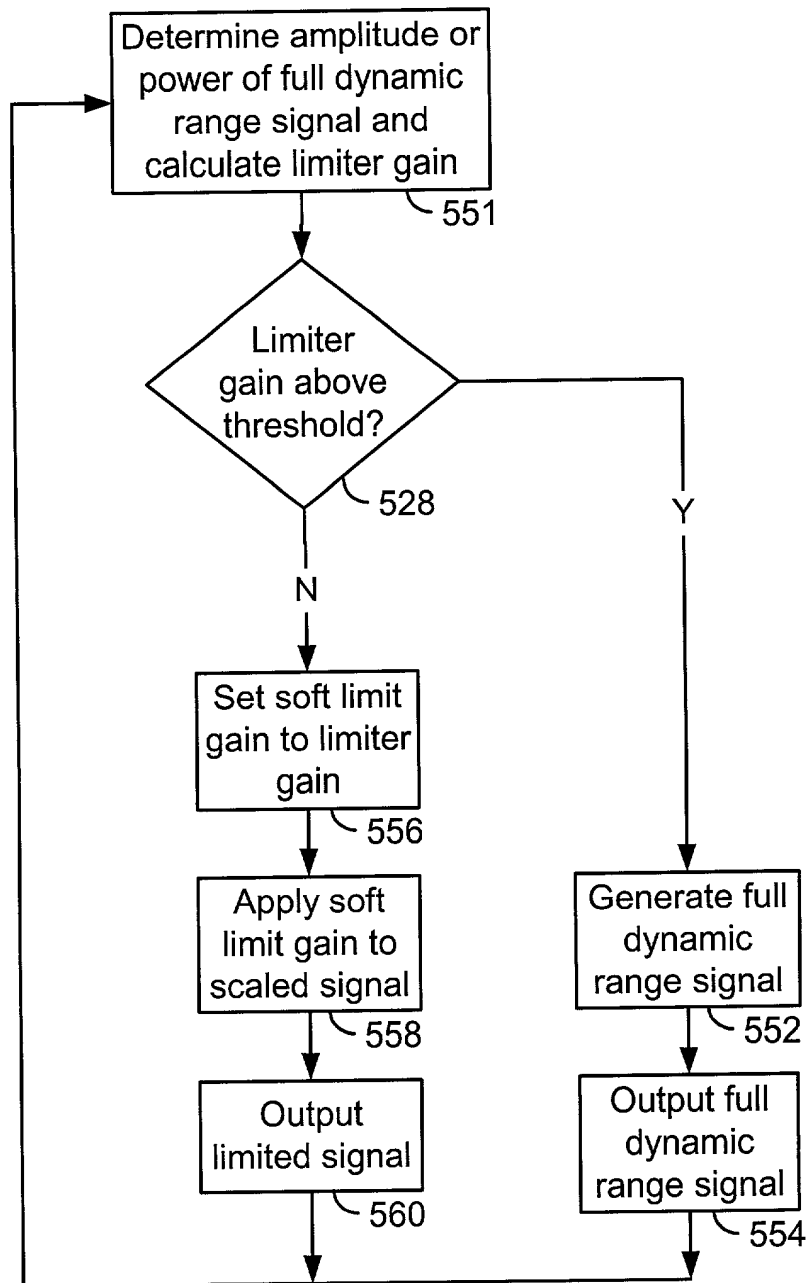 Determine amplitude or
power of full dynamic
range signal and
calculate limiter gain
551
Limiter
gain above
threshold?
528
Y
N
Set soft limit
gain to limiter
gain
556
Apply soft
limit gain to
scaled signal
558
Generate full
dynamic
range signal
552
Output
limited signal
560
Output full
dynamic
range signal
554